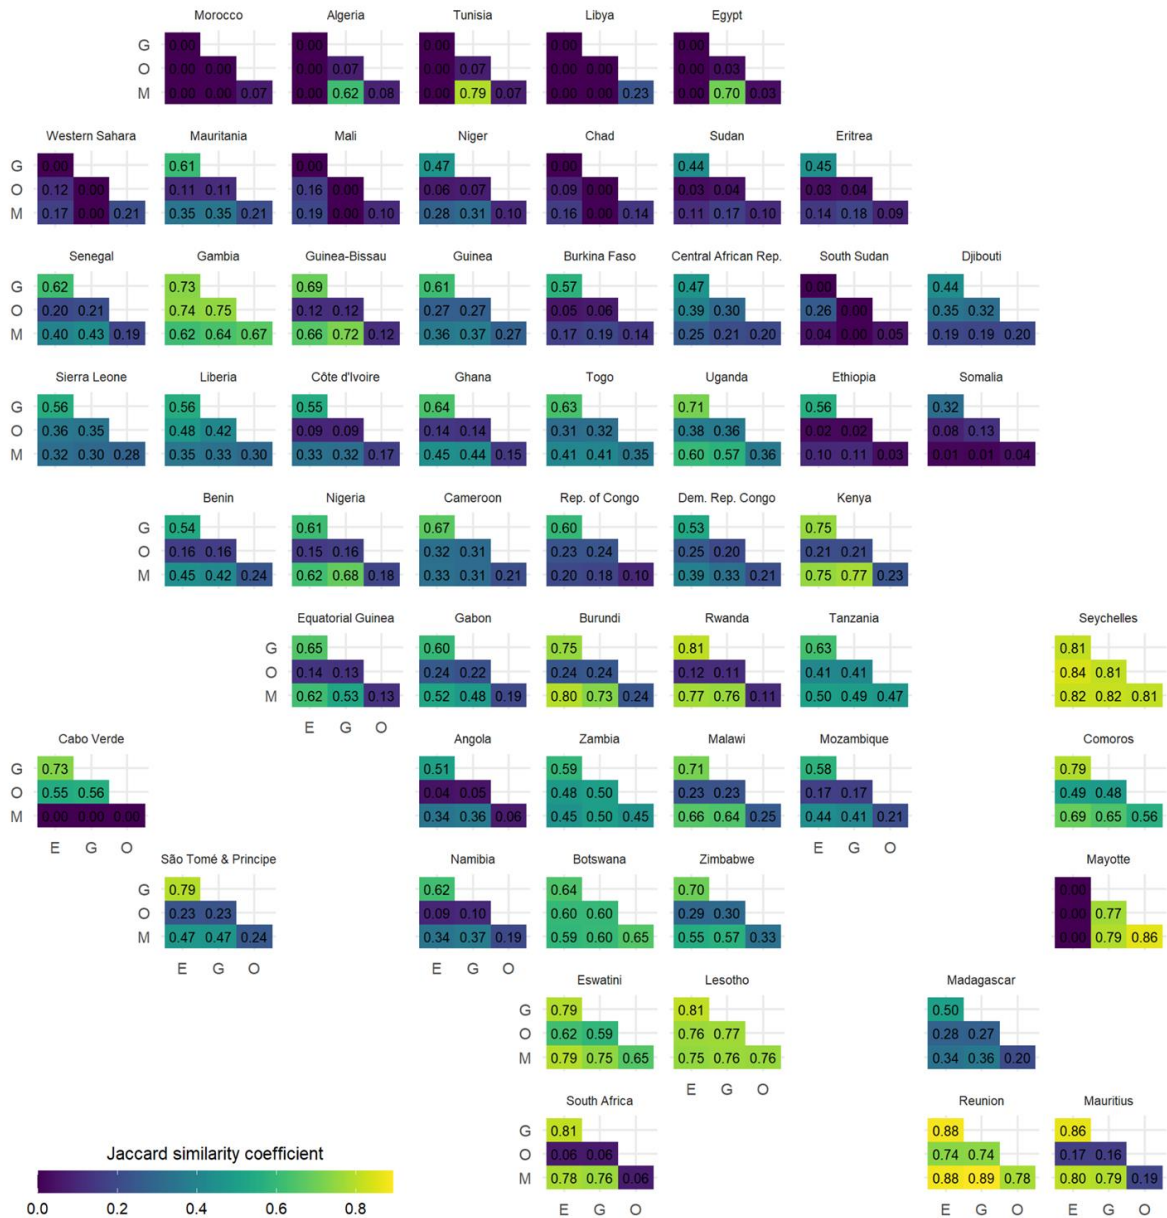 Morocco Algeria Tunisia Libya Egypt
G 0.00 0.00 0.00 0.00 0.00
O 0.00 0.00 0.00 0.07 0.00 0.07 0.00 0.00 0.00 0.03
M 0.00 0.00 0.07 0.00 0.62 0.08 0.00 0.79 0.07 0.00 0.00 0.23 0.00 0.70 0.03
Western Sahara Mauritania Mali Niger Chad Sudan Eritrea
G 0.00 0.61 0.00 0.47 0.00 0.44 0.45
O 0.12 0.00 0.11 0.11 0.16 0.00 0.06 0.07 0.09 0.00 0.03 0.04 0.03 0.04
M 0.17 0.00 0.21 0.35 0.35 0.21 0.19 0.00 0.10 0.28 0.31 0.10 0.16 0.00 0.14 0.11 0.17 0.10 0.14 0.18 0.09
Senegal Gambia Guinea-Bissau Guinea Burkina Faso Central African Rep. South Sudan Djibouti
G 0.62 0.73 0.69 0.61 0.57 0.47 0.00 0.44
O 0.20 0.21 0.74 0.75 0.12 0.12 0.27 0.27 0.05 0.06 0.39 0.30 0.26 0.00 0.35 0.32
M 0.40 0.43 0.19 0.62 0.64 0.67 0.66 0.72 0.12 0.36 0.37 0.27 0.17 0.19 0.14 0.25 0.21 0.20 0.04 0.00 0.05 0.19 0.19 0.20
Sierra Leone Liberia Côte d'Ivoire Ghana Togo Uganda Ethiopia Somalia
G 0.56 0.56 0.55 0.64 0.63 0.71 0.56 0.32
O 0.36 0.35 0.48 0.42 0.09 0.09 0.14 0.14 0.31 0.32 0.38 0.36 0.02 0.02 0.08 0.13
M 0.32 0.30 0.28 0.35 0.33 0.30 0.33 0.32 0.17 0.45 0.44 0.15 0.41 0.41 0.35 0.60 0.57 0.36 0.10 0.11 0.03 0.01 0.01 0.04
Benin Nigeria Cameroon Rep. of Congo Dem. Rep. Congo Kenya
G 0.54 0.61 0.67 0.60 0.53 0.75
O 0.16 0.16 0.15 0.16 0.32 0.31 0.23 0.24 0.25 0.20 0.21 0.21
M 0.45 0.42 0.24 0.62 0.68 0.18 0.33 0.31 0.21 0.20 0.18 0.10 0.39 0.33 0.21 0.75 0.77 0.23
Equatorial Guinea Gabon Burundi Rwanda Tanzania Seychelles
G 0.65 0.60 0.75 0.81 0.63 0.81
O 0.14 0.13 0.24 0.22 0.24 0.24 0.12 0.11 0.41 0.41 0.84 0.81
M 0.62 0.53 0.13 0.52 0.48 0.19 0.80 0.73 0.24 0.77 0.76 0.11 0.50 0.49 0.47 0.82 0.82 0.81
E G O
Cabo Verde Angola Zambia Malawi Mozambique Comoros
G 0.73 0.51 0.59 0.71 0.58 0.79
O 0.55 0.56 0.04 0.05 0.48 0.50 0.23 0.23 0.17 0.17 0.49 0.48
M 0.00 0.00 0.00 0.34 0.36 0.06 0.45 0.50 0.45 0.66 0.64 0.25 0.44 0.41 0.21 0.69 0.65 0.56
E G O E G O
São Tomé & Principe Namibia Botswana Zimbabwe Mayotte
G 0.79 0.62 0.64 0.70 0.00
O 0.23 0.23 0.09 0.10 0.60 0.60 0.29 0.30 0.00 0.77
M 0.47 0.47 0.24 0.34 0.37 0.19 0.59 0.60 0.65 0.55 0.57 0.33 0.00 0.79 0.86
E G O E G O
Eswatini Lesotho Madagascar
G 0.79 0.81 0.50
O 0.62 0.59 0.76 0.77 0.28 0.27
M 0.79 0.75 0.65 0.75 0.76 0.76 0.34 0.36 0.20
E G O
South Africa Reunion Mauritius
G 0.81 0.88 0.86
O 0.06 0.06 0.74 0.74 0.17 0.16
M 0.78 0.76 0.06 0.88 0.89 0.78 0.80 0.79 0.19
E G O E G O E G O
Jaccard similarity coefficient
0.0 0.2 0.4 0.6 0.8